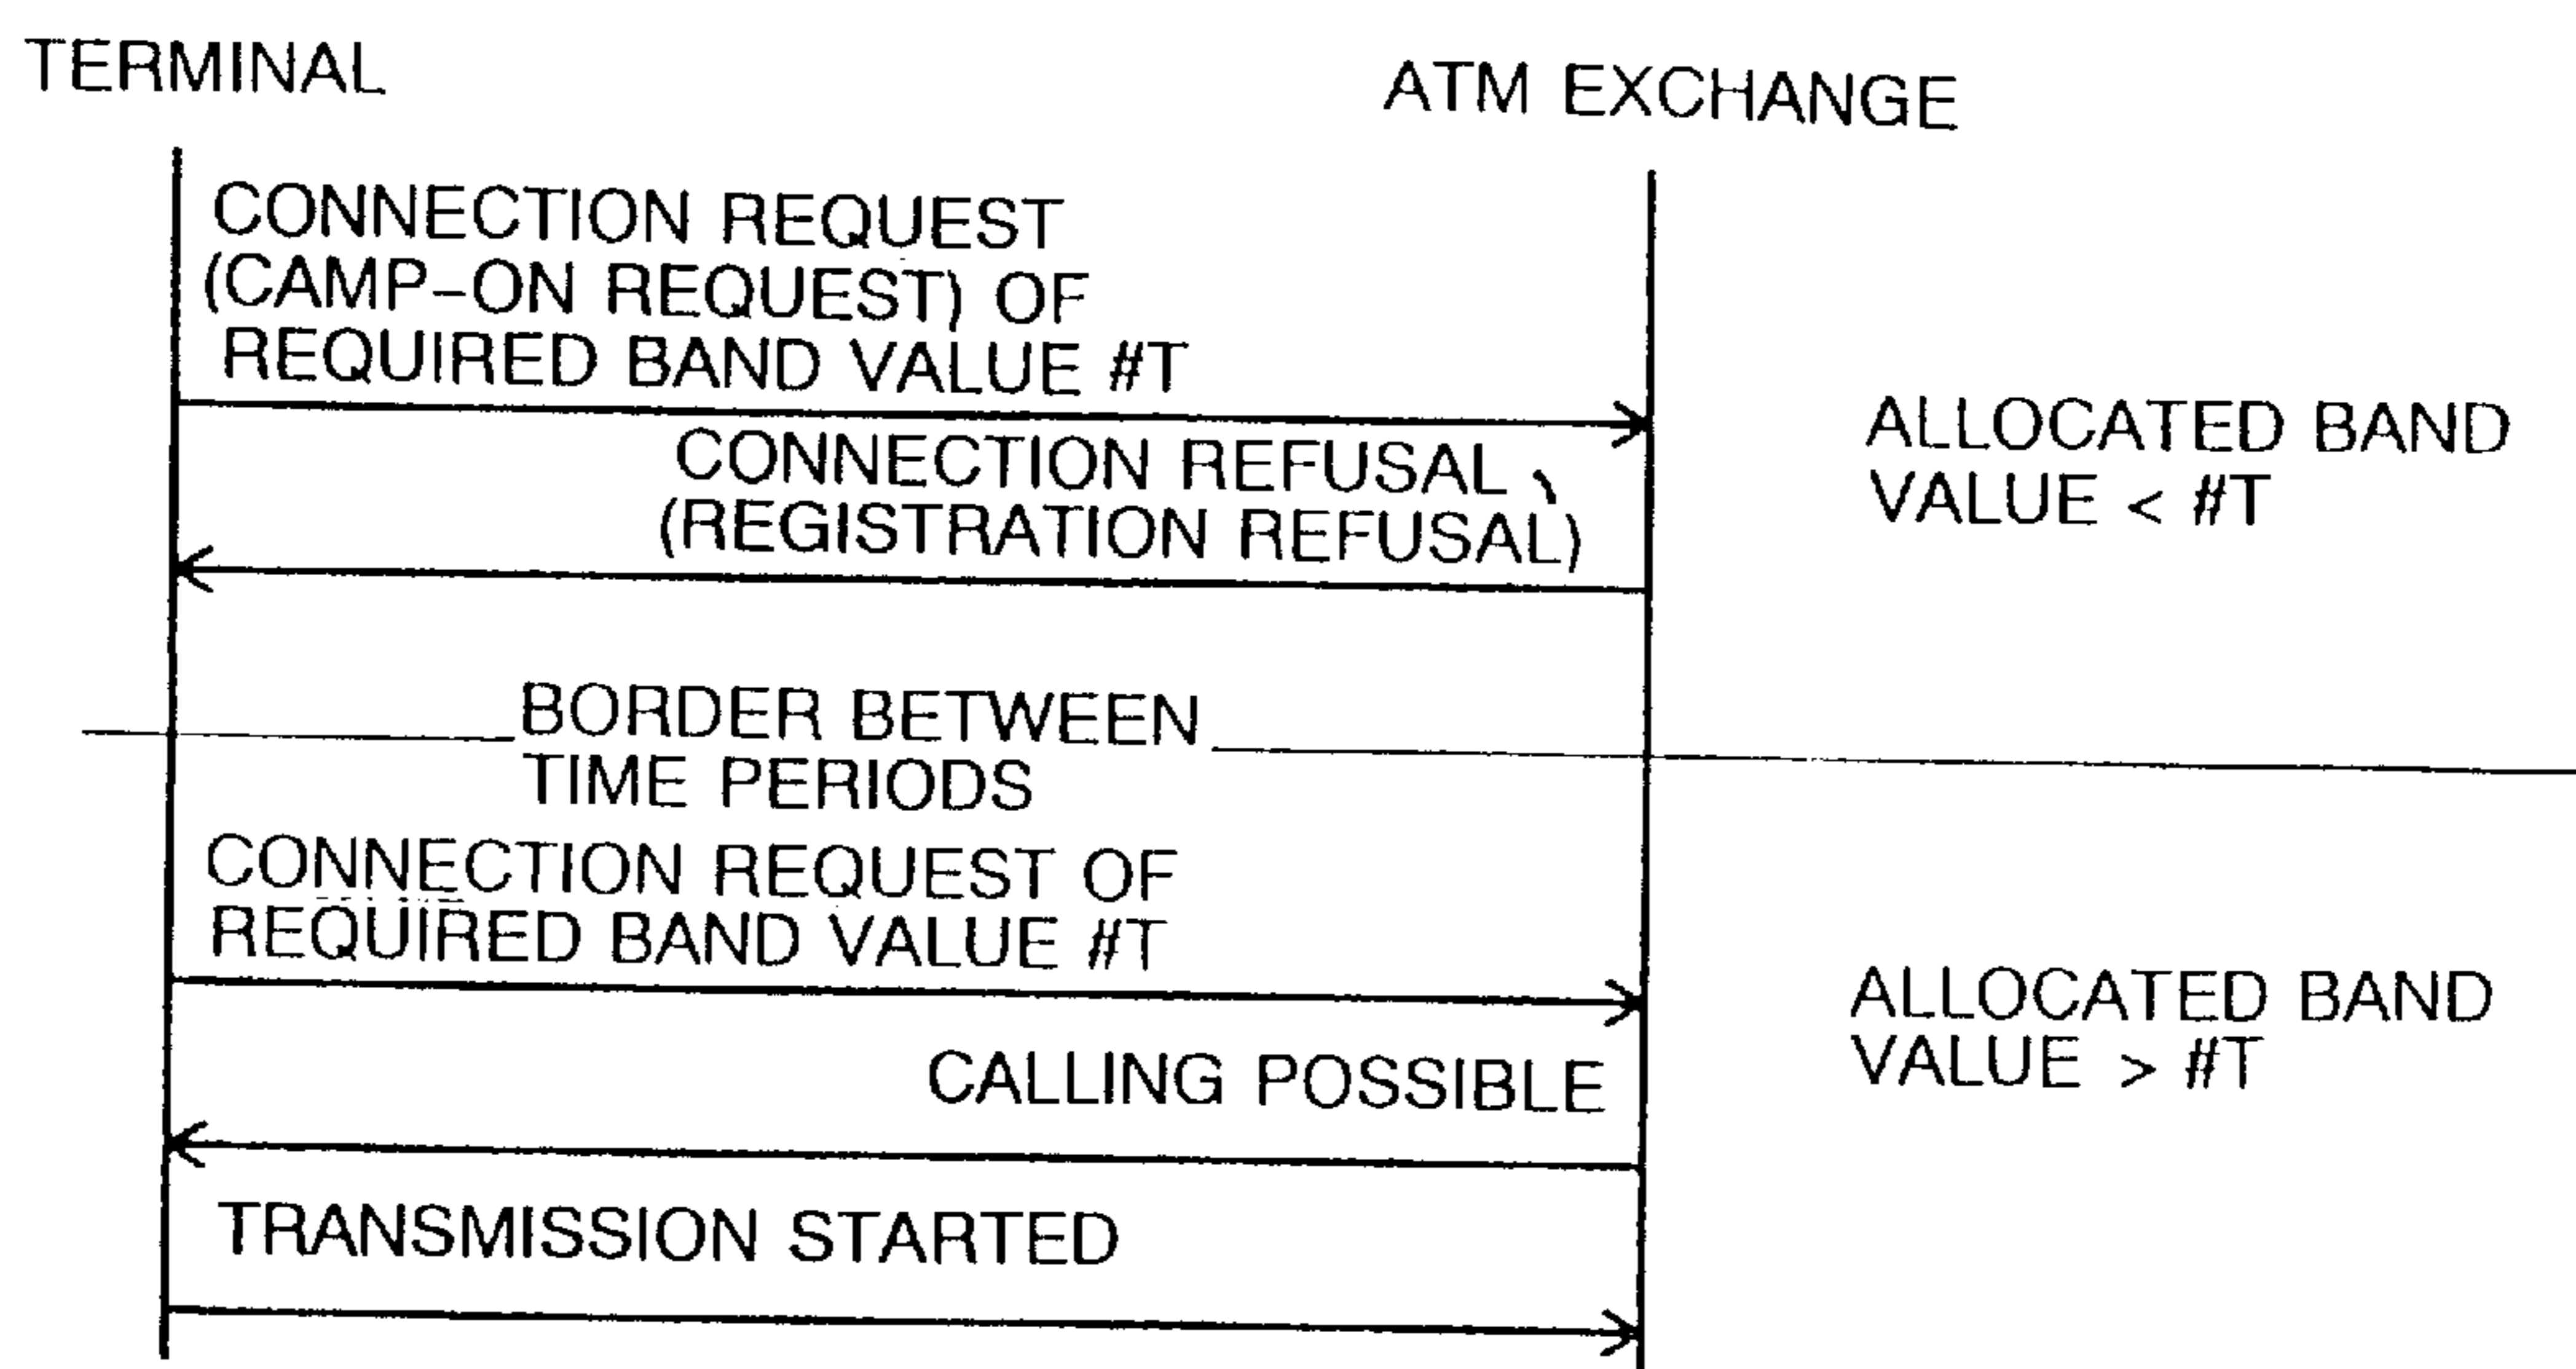 TERMINAL
ATM EXCHANGE
CONNECTION REQUEST
(CAMP-ON REQUEST) OF
REQUIRED BAND VALUE #T
ALLOCATED BAND
VALUE < #T
CONNECTION REFUSAL
(REGISTRATION REFUSAL)
BORDER BETWEEN
TIME PERIODS
CONNECTION REQUEST OF
REQUIRED BAND VALUE #T
ALLOCATED BAND
VALUE > #T
CALLING POSSIBLE
TRANSMISSION STARTED